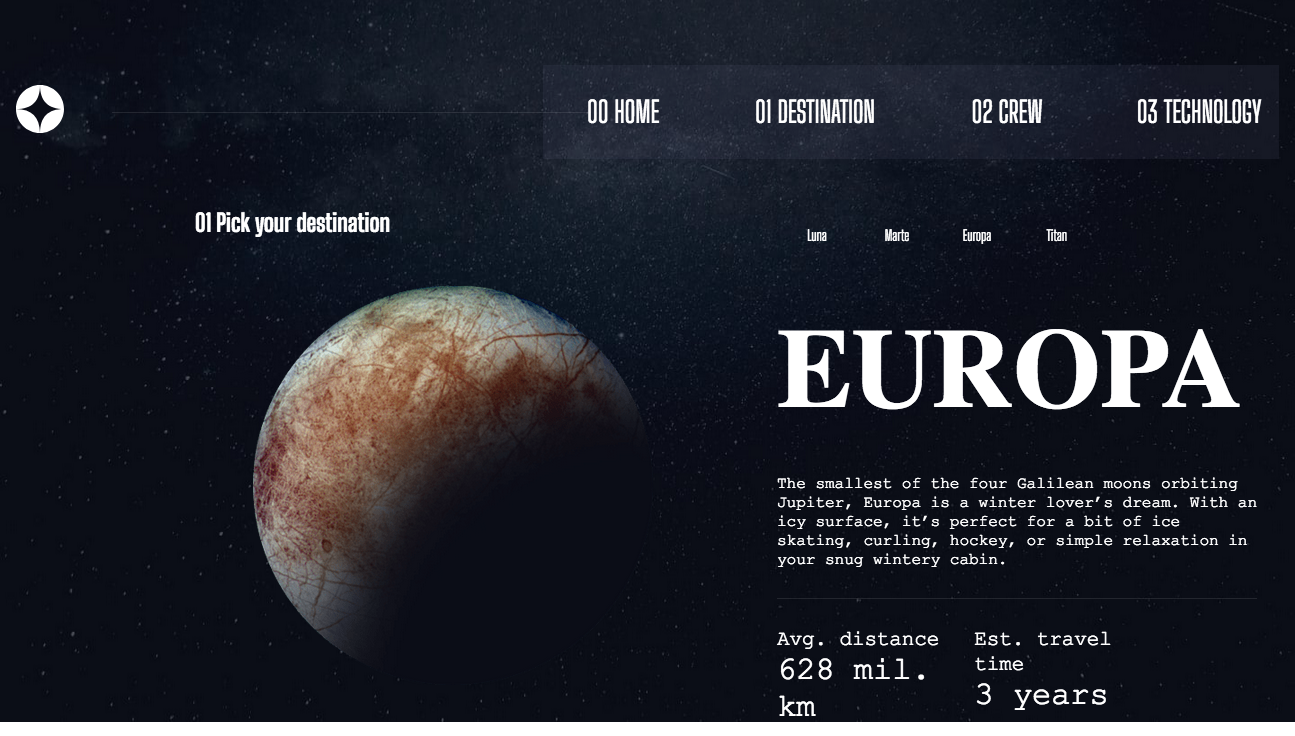 00 HOME
01 DESTINATION
02 CREW
03 TECHNOLOGY
01 Pick your destination
Luna
Marte
Europa
Titan
EUROPA
The smallest of the four Galilean moons orbiting
Jupiter, Europa is a winter lover’s dream. With an
icy surface, it’s perfect for a bit of ice
skating, curling, hockey, or simple relaxation in
your snug wintery cabin.
Avg. distance
628 mil.
km
Est. travel
time
3 years